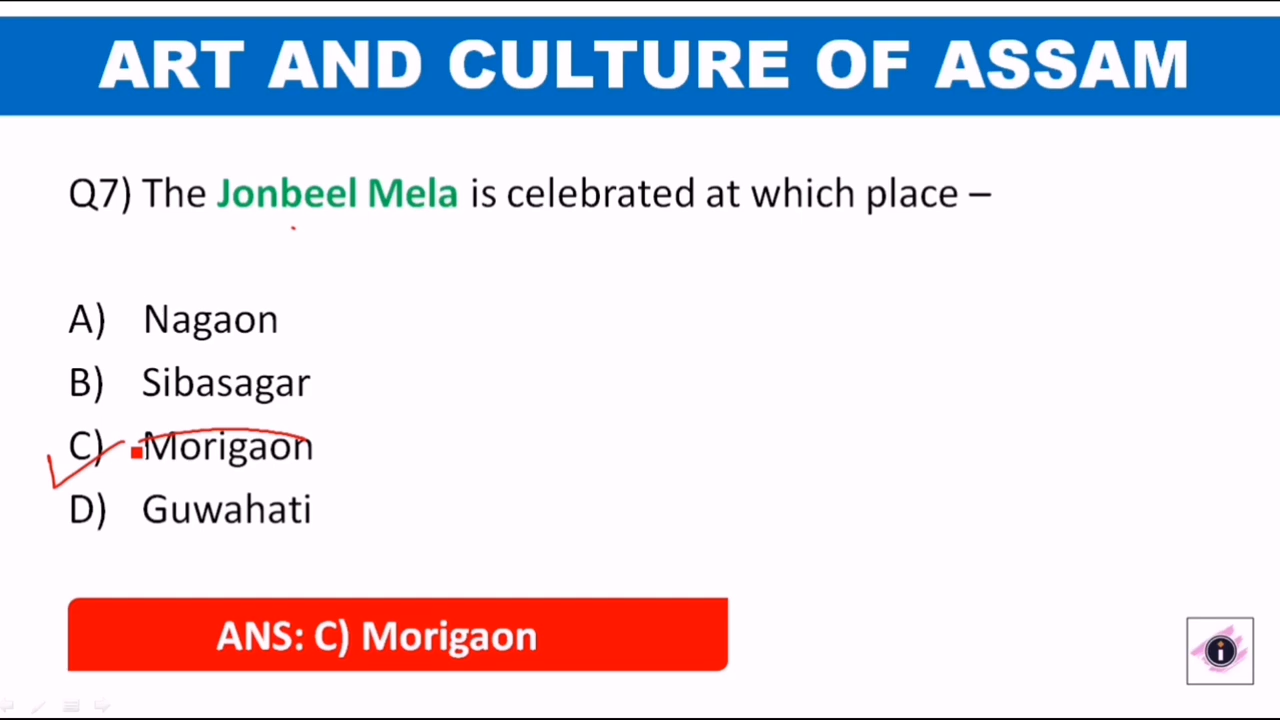 ART AND CULTURE OF ASSAM
Q7) The Jonbeel Mela is celebrated at which place –
A) Nagaon
B) Sibasagar
C) Morigaon
D) Guwahati
ANS: C) Morigaon
i